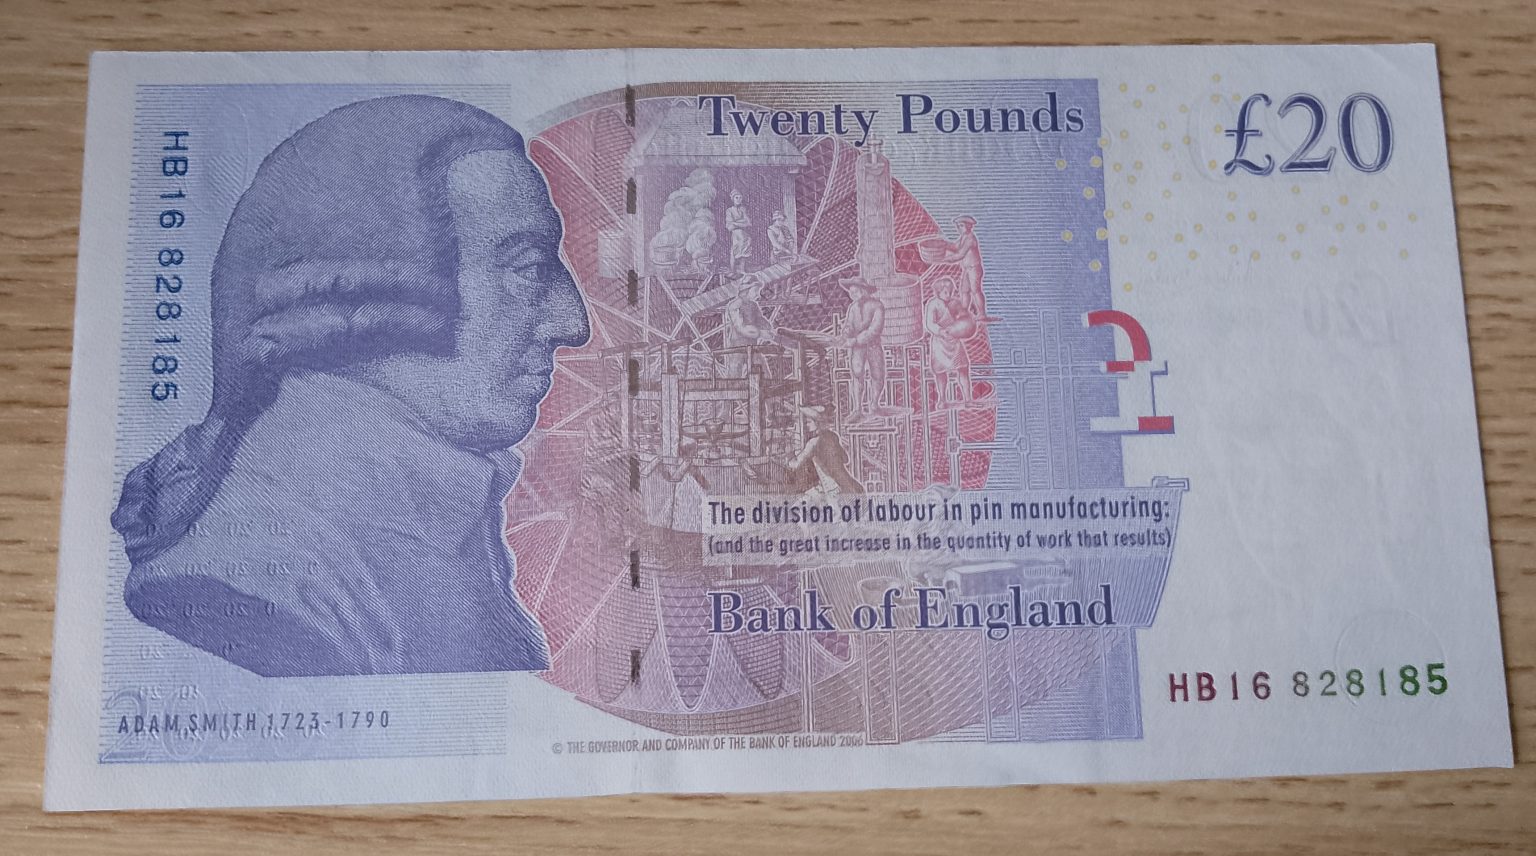 Twenty Pounds
£20
HB16 828185
The division of labour in pin manufacturing:
(and the great increase in the quantity of work that results)
Bank of England
HB16 828185
ADAM SMITH 1723-1790
© THE GOVERNOR AND COMPANY OF THE BANK OF ENGLAND 2006